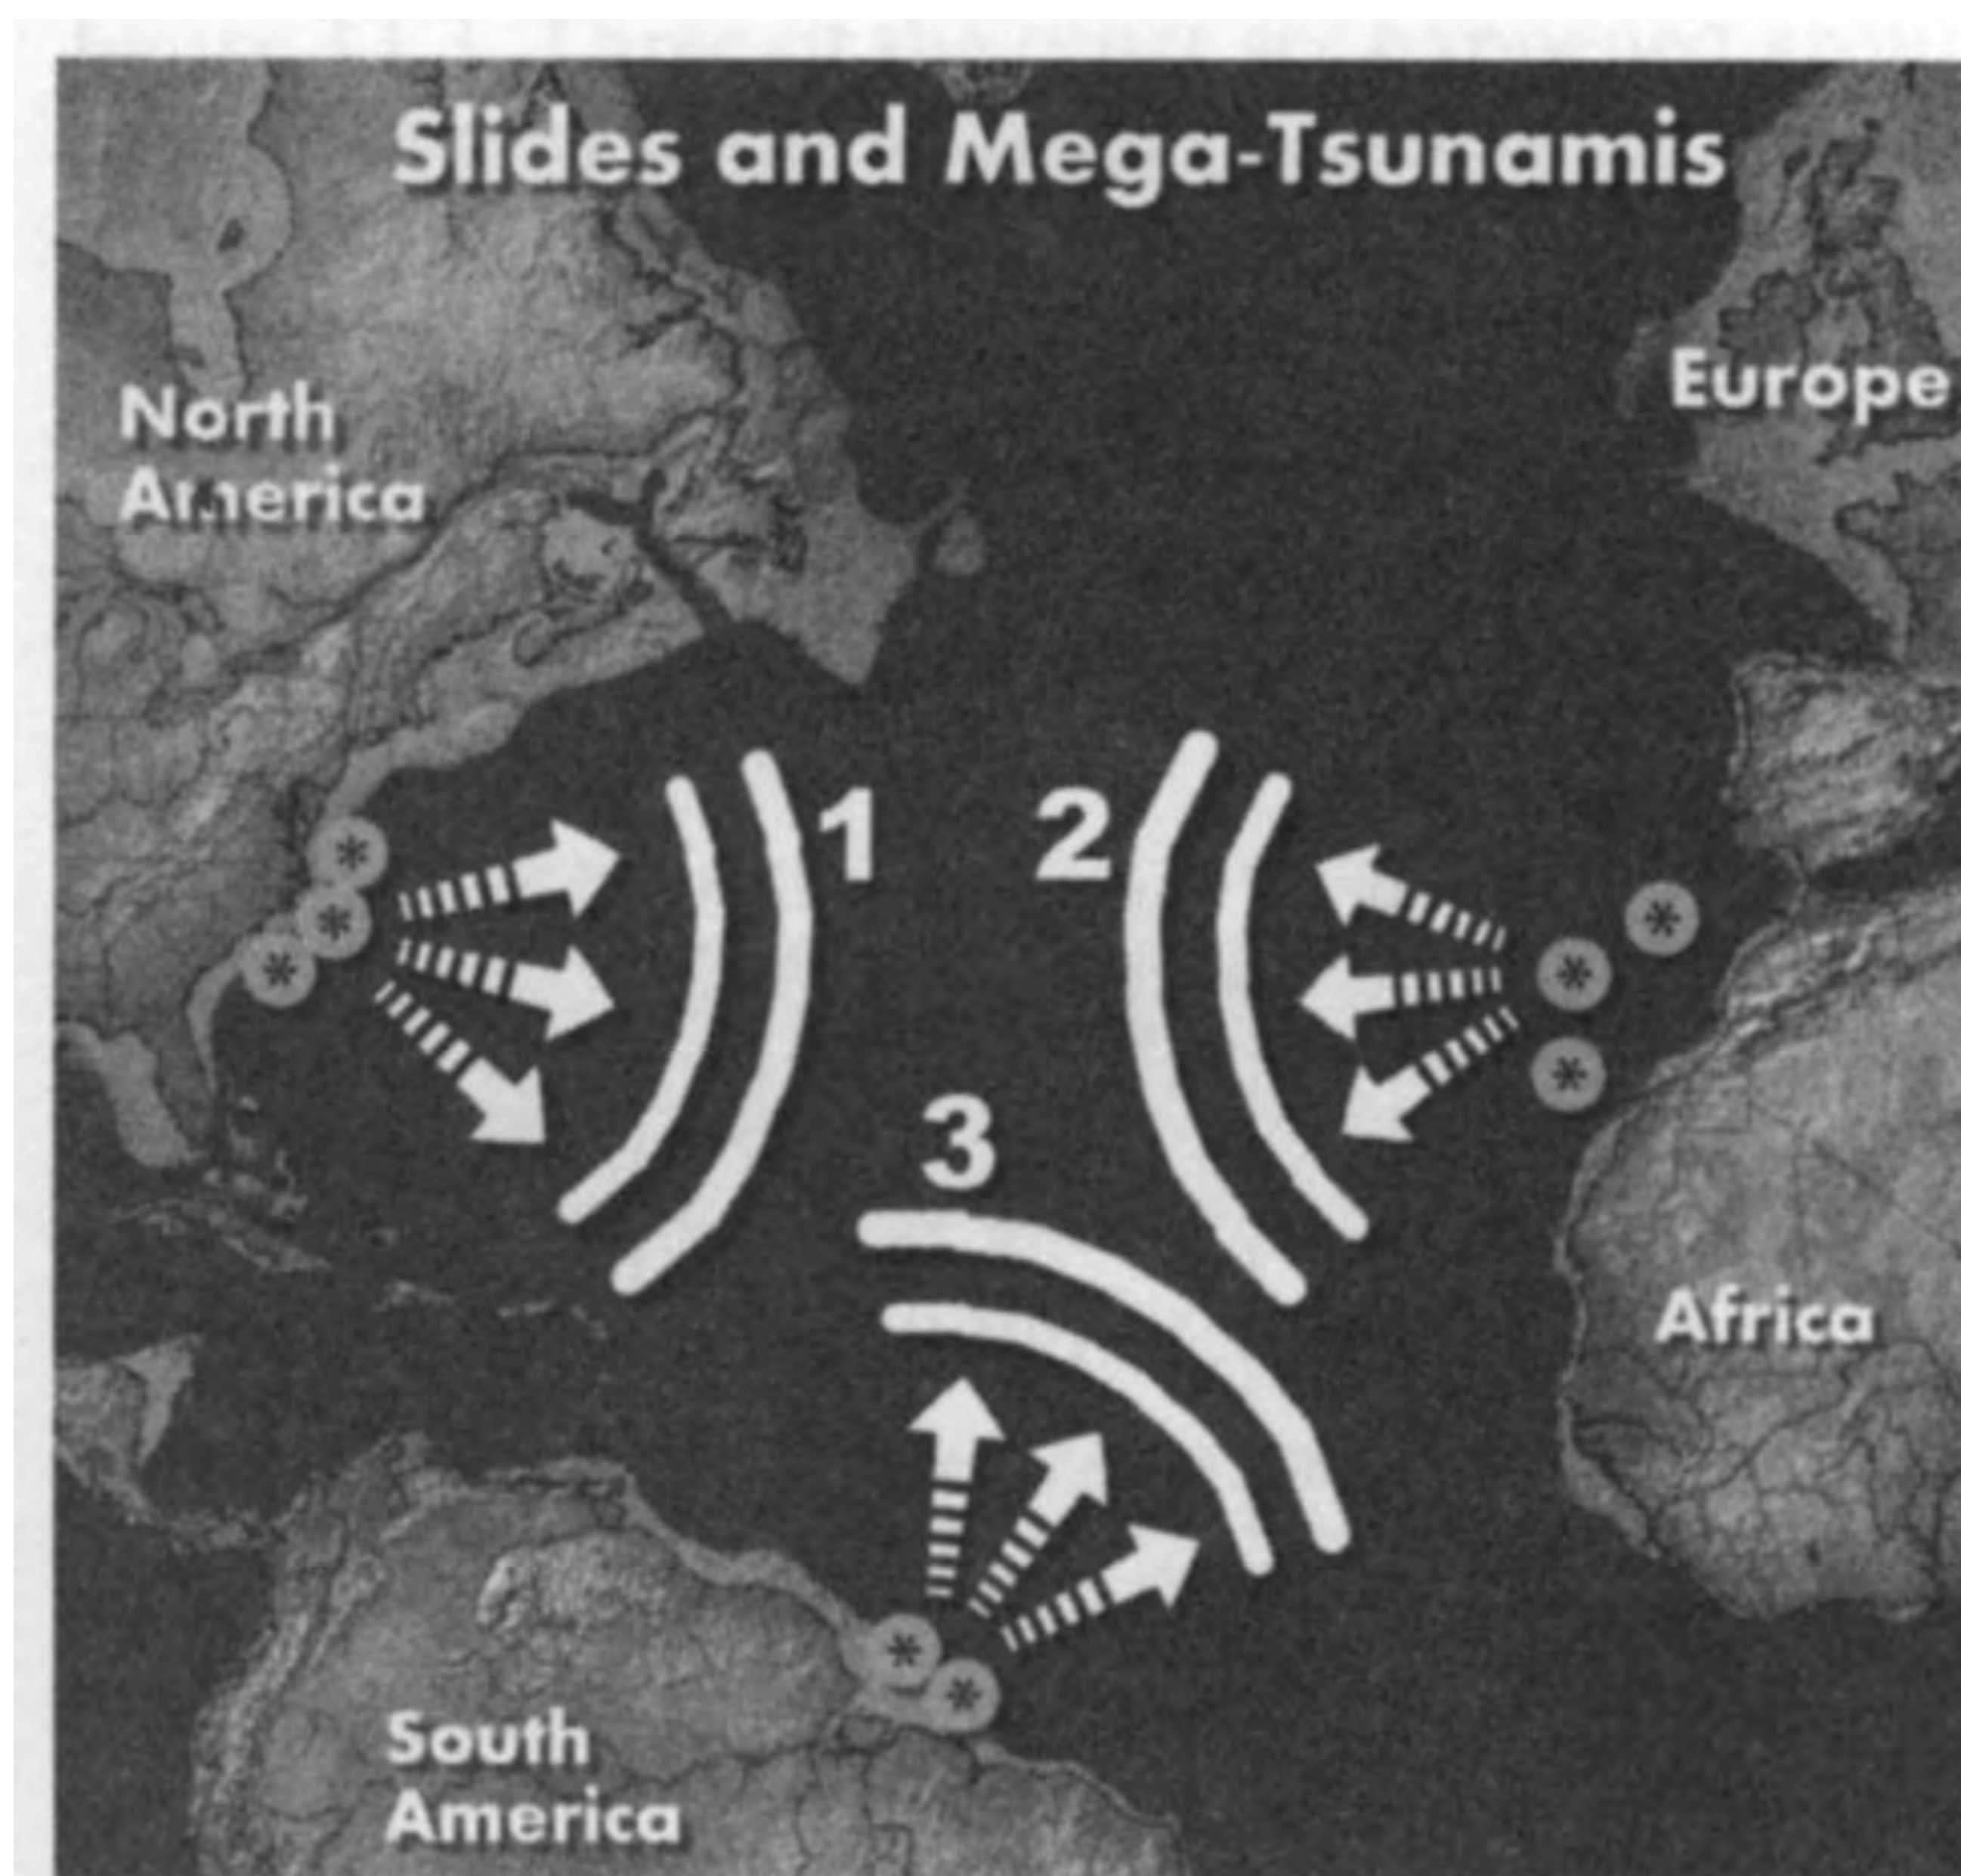 Slides and Mega-Tsunamis
Europe
North
America
1
2
3
Africa
South
America